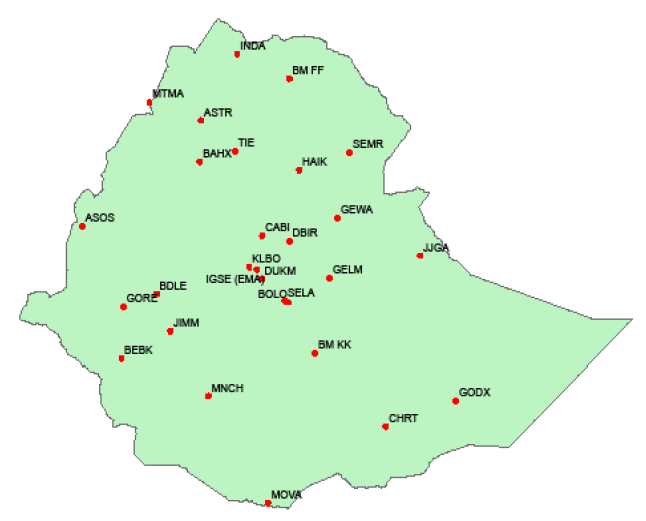 INDA
BM FF
MTMA
ASTR
TIE
SEMR
BAHX
HAIK
GEWA
ASOS
CABI
DBIR
JJGA
KLBO
DUKM
IGSE (EMA)
GELM
BDLE
BOLO
SELA
GORE
JIMM
BM KK
BEBK
MNCH
GODX
CHRT
MOVA